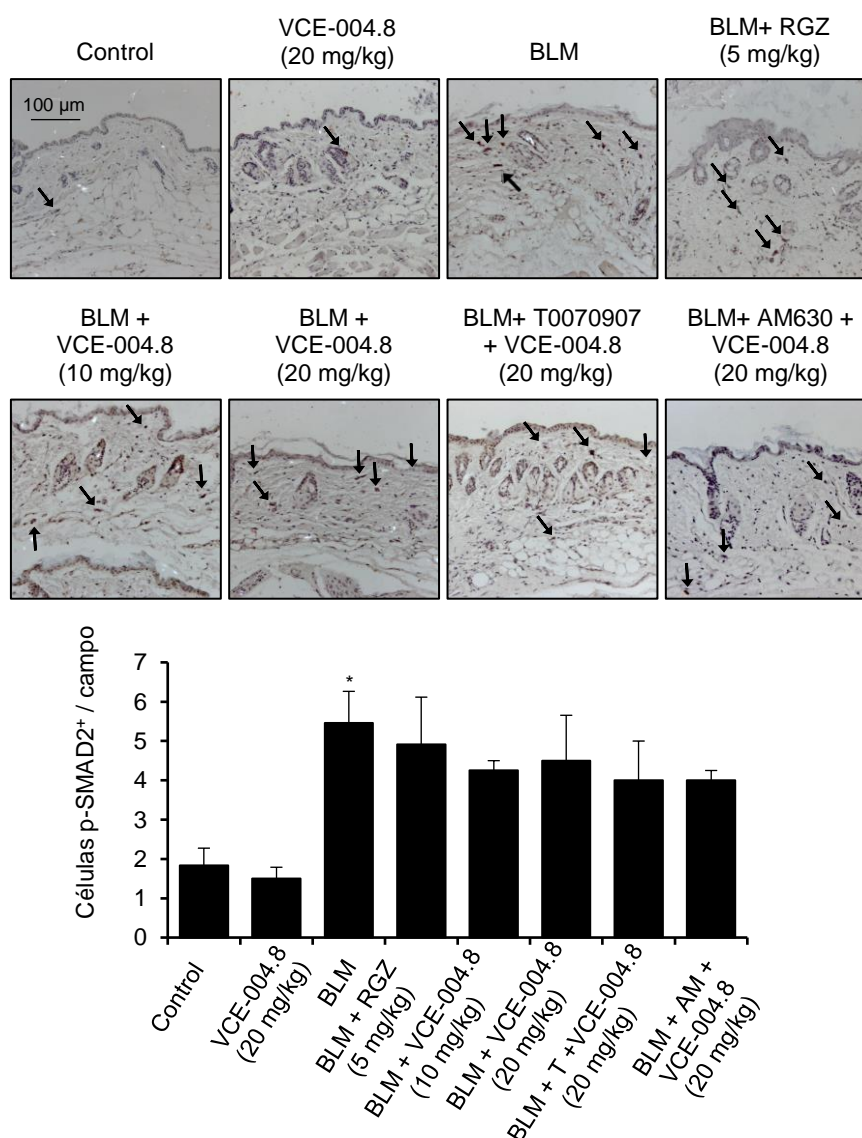 Control
VCE-004.8
(20 mg/kg)
BLM
BLM+ RGZ
(5 mg/kg)
100 µm
BLM +
VCE-004.8
(10 mg/kg)
BLM +
VCE-004.8
(20 mg/kg)
BLM+ T0070907
+ VCE-004.8
(20 mg/kg)
BLM+ AM630 +
VCE-004.8
(20 mg/kg)
Células p-SMAD2⁺ / campo
7
6
5
4
3
2
1
0
*
Control
VCE-004.8
(20 mg/kg)
BLM
BLM + RGZ
(5 mg/kg)
BLM + VCE-004.8
(10 mg/kg)
BLM + VCE-004.8
(20 mg/kg)
BLM + T +VCE-004.8
(20 mg/kg)
BLM + AM +
VCE-004.8
(20 mg/kg)